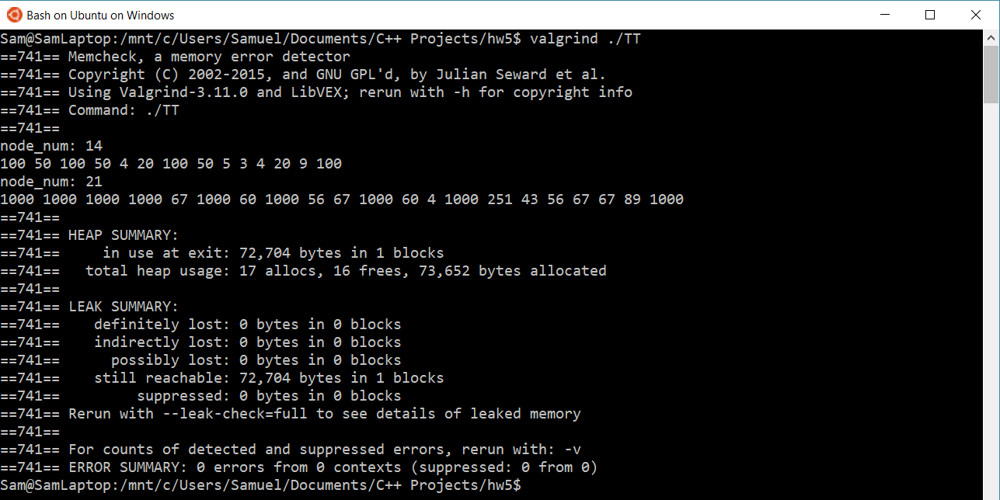 Bash on Ubuntu on Windows
Sam@SamLaptop:/mnt/c/Users/Samuel/Documents/C++ Projects/hw5$ valgrind ./TT
==741== Memcheck, a memory error detector
==741== Copyright (C) 2002-2015, and GNU GPL'd, by Julian Seward et al.
==741== Using Valgrind-3.11.0 and LibVEX; rerun with -h for copyright info
==741== Command: ./TT
==741==
node_num: 14
100 50 100 50 4 20 100 50 5 3 4 20 9 100
node_num: 21
1000 1000 1000 1000 67 1000 60 1000 56 67 1000 60 4 1000 251 43 56 67 67 89 1000
==741==
==741== HEAP SUMMARY:
==741==     in use at exit: 72,704 bytes in 1 blocks
==741==   total heap usage: 17 allocs, 16 frees, 73,652 bytes allocated
==741==
==741== LEAK SUMMARY:
==741==    definitely lost: 0 bytes in 0 blocks
==741==    indirectly lost: 0 bytes in 0 blocks
==741==      possibly lost: 0 bytes in 0 blocks
==741==    still reachable: 72,704 bytes in 1 blocks
==741==         suppressed: 0 bytes in 0 blocks
==741== Rerun with --leak-check=full to see details of leaked memory
==741==
==741== For counts of detected and suppressed errors, rerun with: -v
==741== ERROR SUMMARY: 0 errors from 0 contexts (suppressed: 0 from 0)
Sam@SamLaptop:/mnt/c/Users/Samuel/Documents/C++ Projects/hw5$